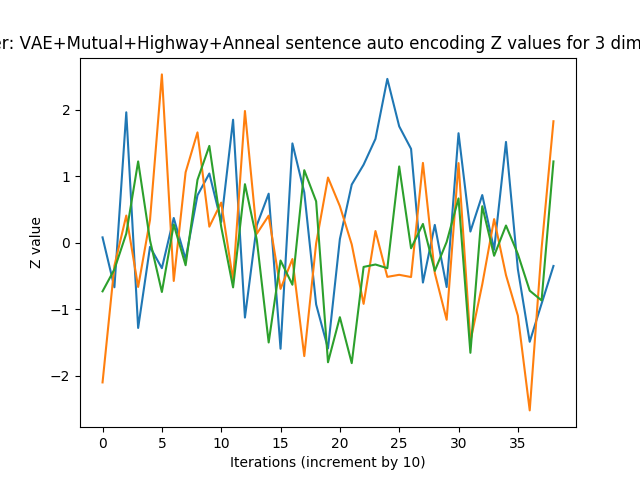 er: VAE+Mutual+Highway+Anneal sentence auto encoding Z values for 3 dim
2
1
0
−1
−2
Z value
0 5 10 15 20 25 30 35
Iterations (increment by 10)